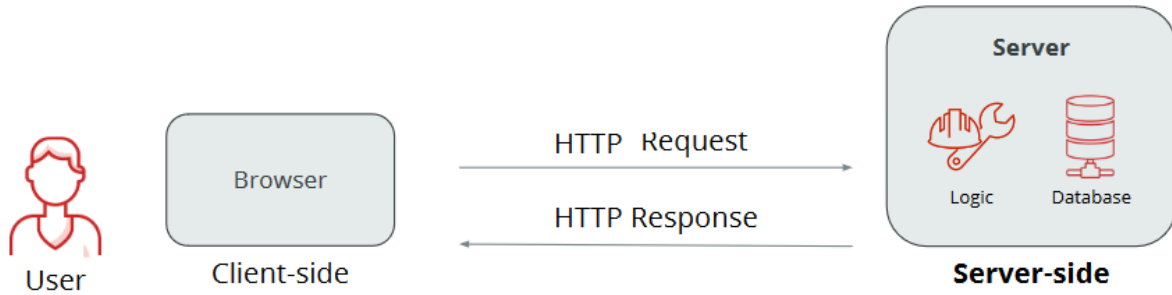 Server
HTTP Request
Browser
Logic
Database
HTTP Response
User
Client-side
Server-side